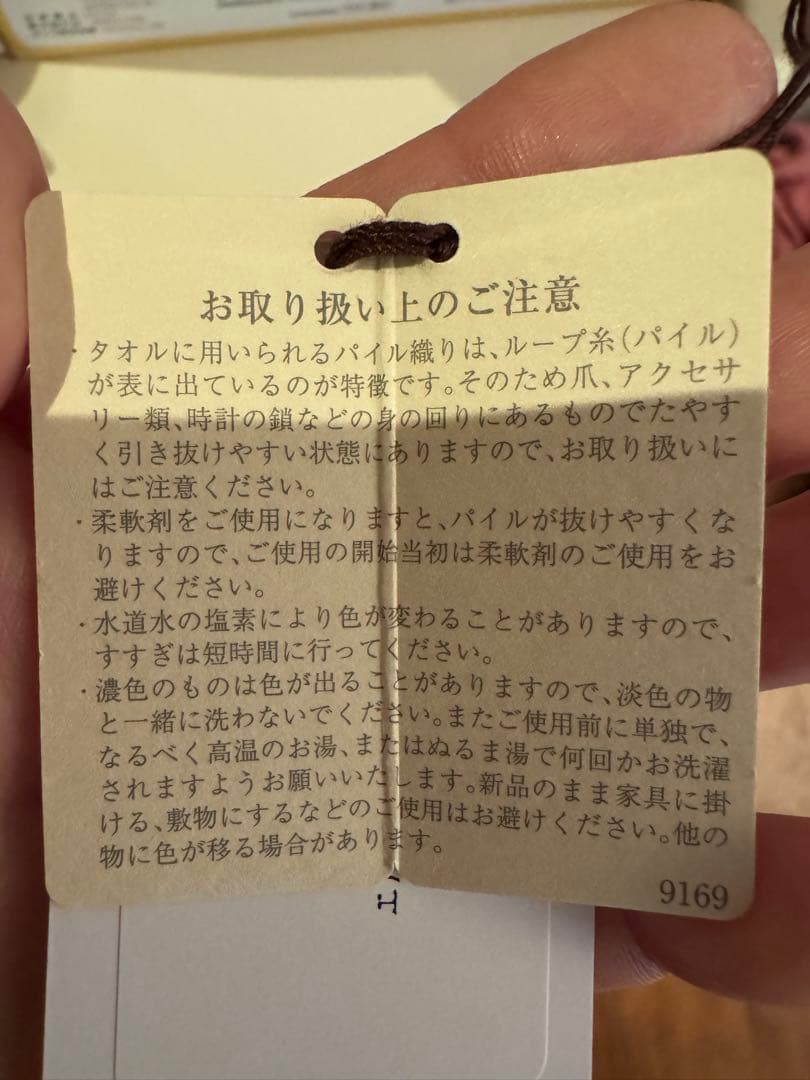 お取り扱い上のご注意
・タオルに用いられるパイル織りは、ループ糸(パイル)
が表に出ているのが特徴です。そのため爪、アクセサ
リー類、時計の鎖などの身の回りにあるものでたやす
く引き抜けやすい状態にありますので、お取り扱いに
はご注意ください。
・柔軟剤をご使用になりますと、パイルが抜けやすくな
りますので、ご使用の開始当初は柔軟剤のご使用をお
避けください。
・水道水の塩素により色が変わることがありますので、
すすぎは短時間に行ってください。
・濃色のものは色が出ることがありますので、淡色の物
と一緒に洗わないでください。またご使用前に単独で、
なるべく高温のお湯、またはぬるま湯で何回かお洗濯
されますようお願いいたします。新品のまま家具に掛
ける、敷物にするなどのご使用はお避けください。他の
物に色が移る場合があります。
9169